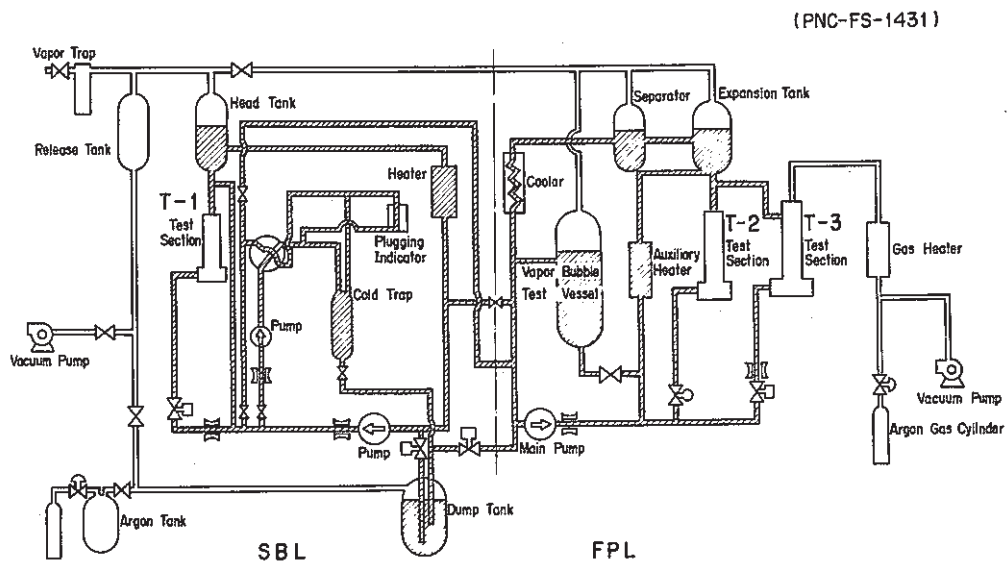 (PNC-FS-1431)
Vapor Trap
Head Tank
Separator
Expansion Tank
Release Tank
Heater
Coolar
T-1
Test
Section
Plugging
Indicator
T-2
Test
Section
T-3
Test
Section
Gas Heater
Auxiliary
Heater
Vapor Bubble
Test Vessel
Cold Trap
Pump
Vacuum Pump
Vacuum Pump
Argon Gas Cylinder
Pump
Main Pump
Argon Tank
Dump Tank
SBL
FPL